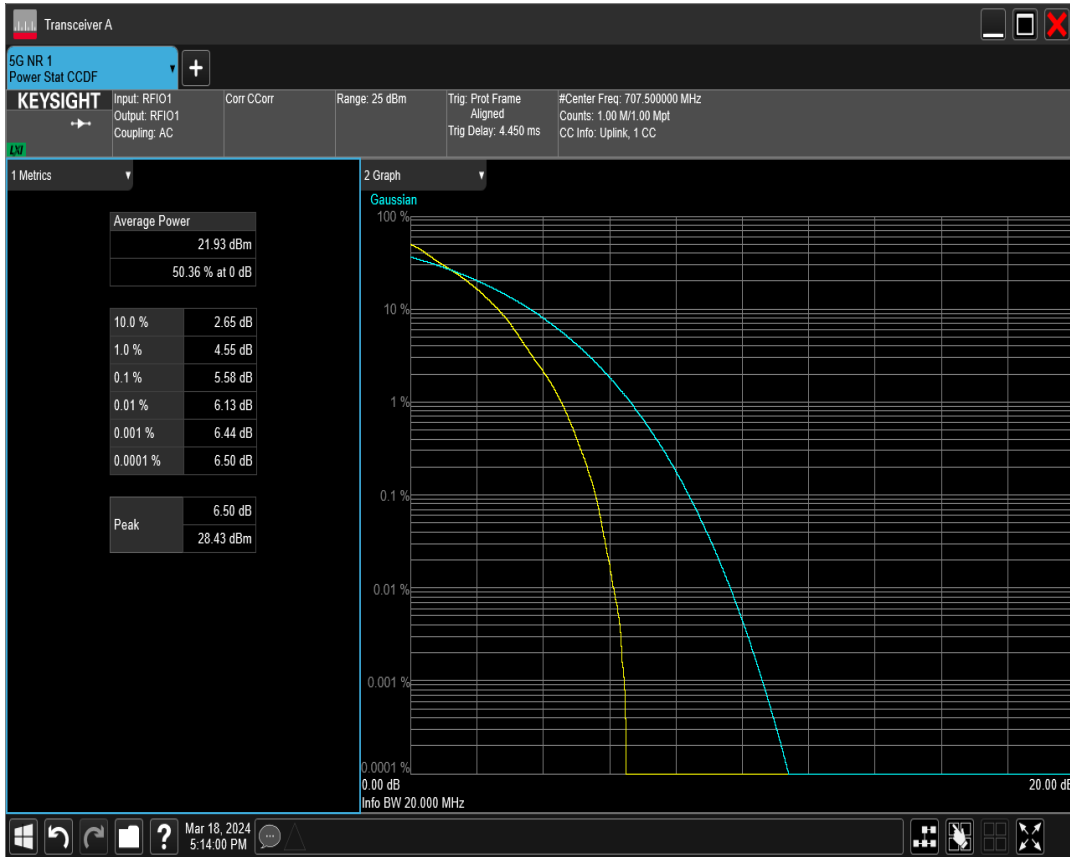 Transceiver A
5G NR 1
Power Stat CCDF
KEYSIGHT
LXI
Input: RFIO1
Output: RFIO1
Coupling: AC
Corr CCorr
Range: 25 dBm
Trig: Prot Frame
Aligned
Trig Delay: 4.450 ms
#Center Freq: 707.500000 MHz
Counts: 1.00 M/1.00 Mpt
CC Info: Uplink, 1 CC
1 Metrics
Average Power
21.93 dBm
50.36 % at 0 dB
10.0 % 2.65 dB
1.0 % 4.55 dB
0.1 % 5.58 dB
0.01 % 6.13 dB
0.001 % 6.44 dB
0.0001 % 6.50 dB
Peak
6.50 dB
28.43 dBm
2 Graph
Gaussian
100 %
10 %
1 %
0.1 %
0.01 %
0.001 %
0.0001 %
0.00 dB
20.00 dB
Info BW 20.000 MHz
?
Mar 18, 2024
5:14:00 PM